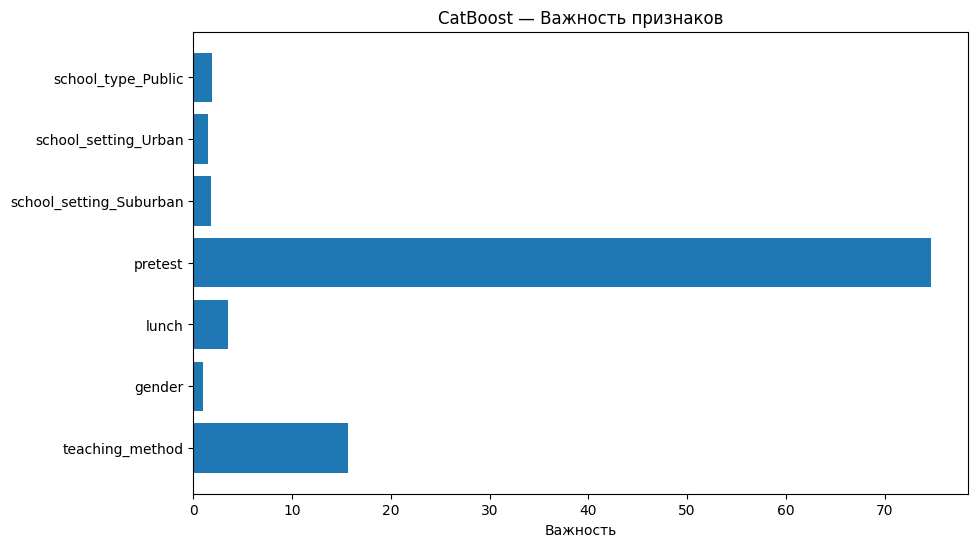 CatBoost — Важность признаков
school_type_Public
school_setting_Urban
school_setting_Suburban
pretest
lunch
gender
teaching_method
0 10 20 30 40 50 60 70
Важность